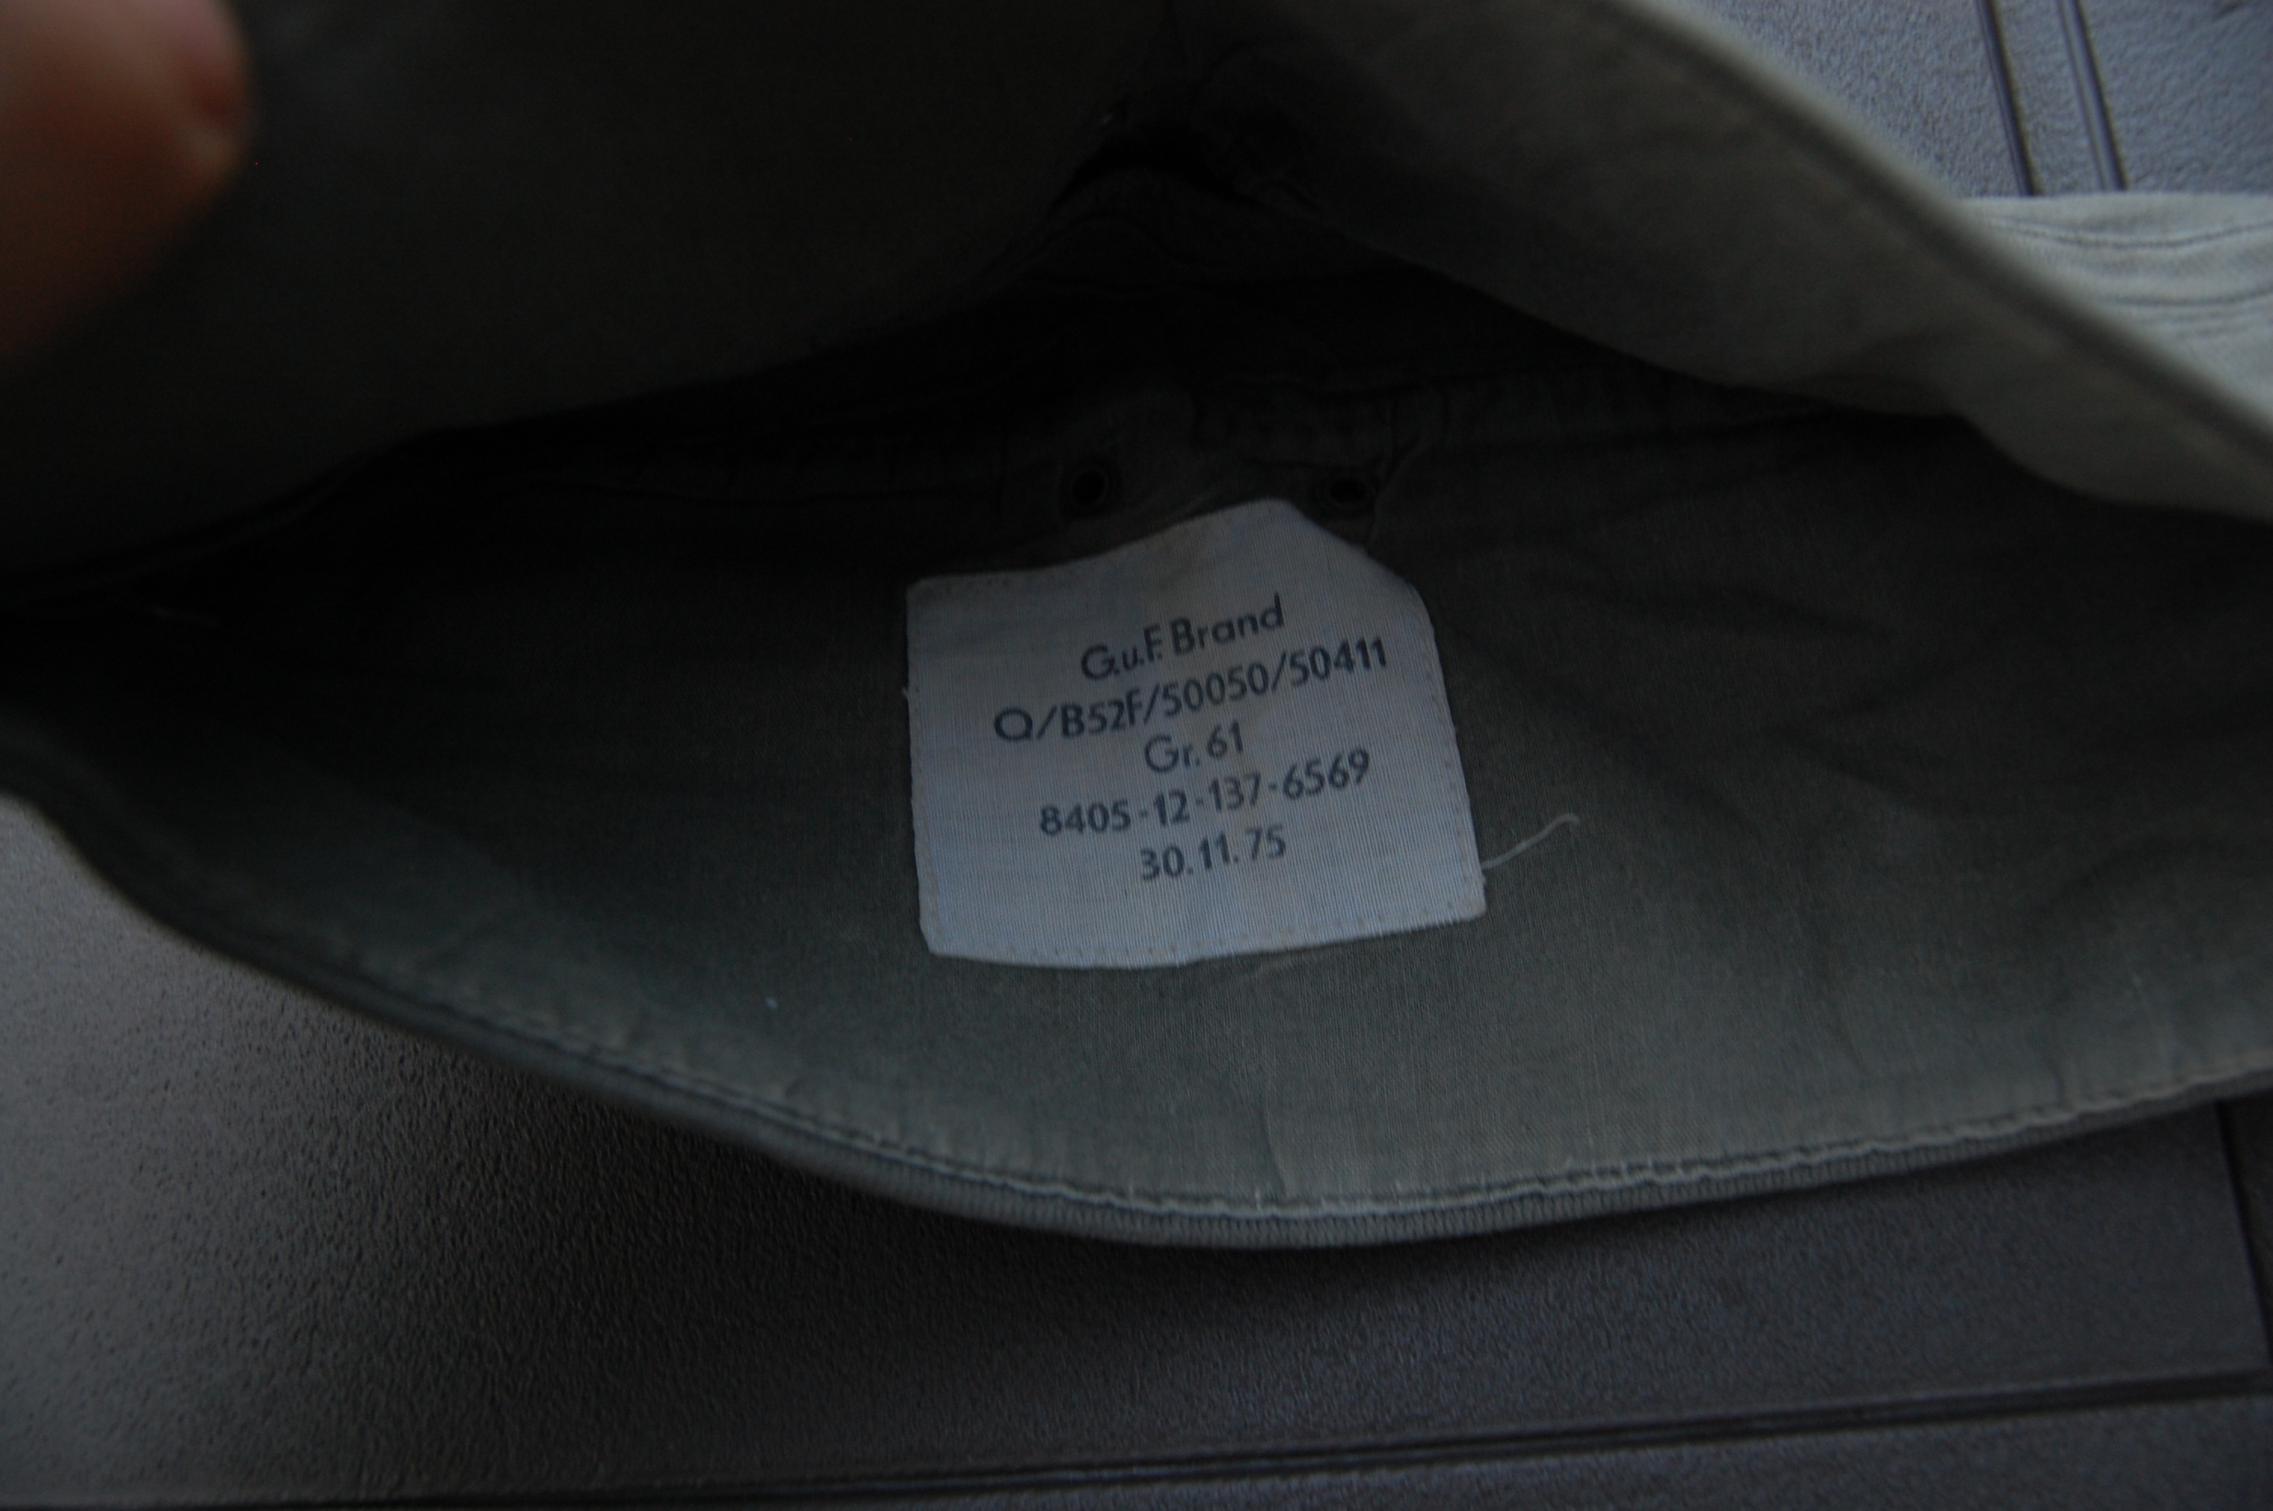 G.u.F. Brand
Q/B52F/50050/50411
Gr. 61
8405-12-137-6569
30.11.75